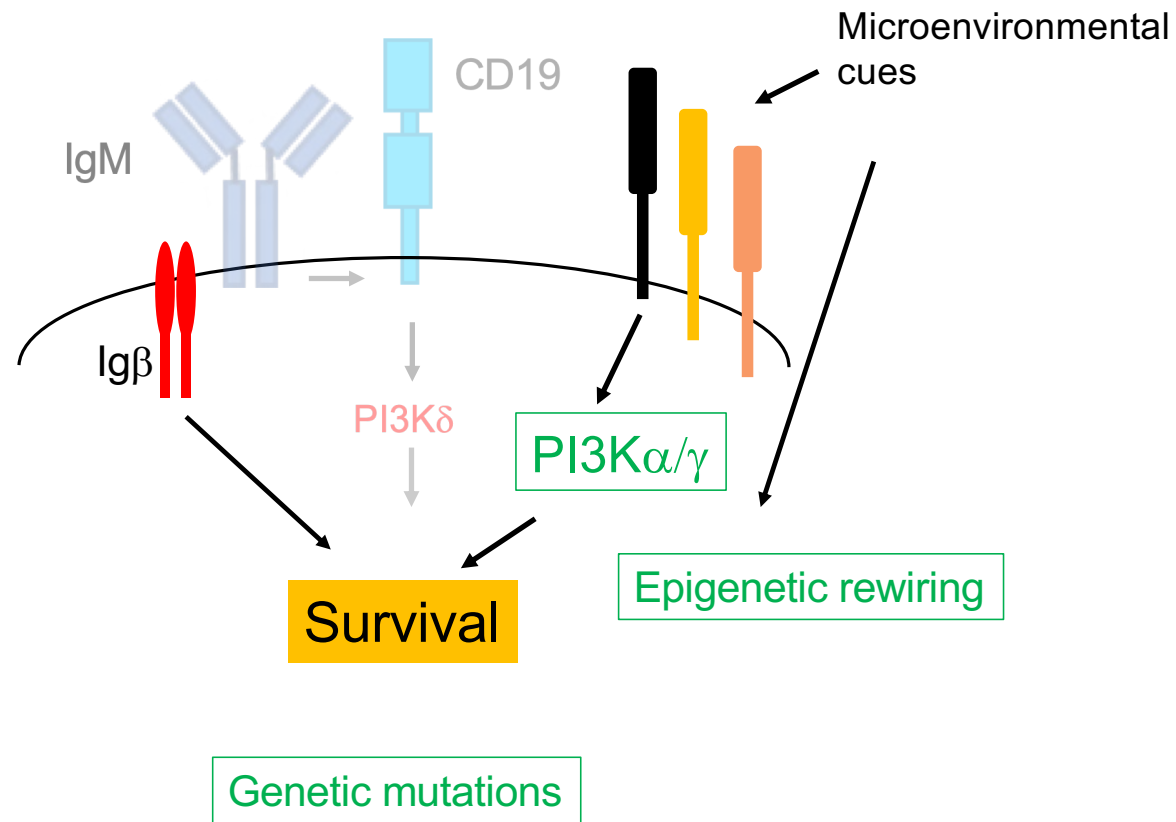 Microenvironmental
cues
CD19
IgM
Igβ
PI3Kδ
PI3Kα/γ
Epigenetic rewiring
Survival
Genetic mutations